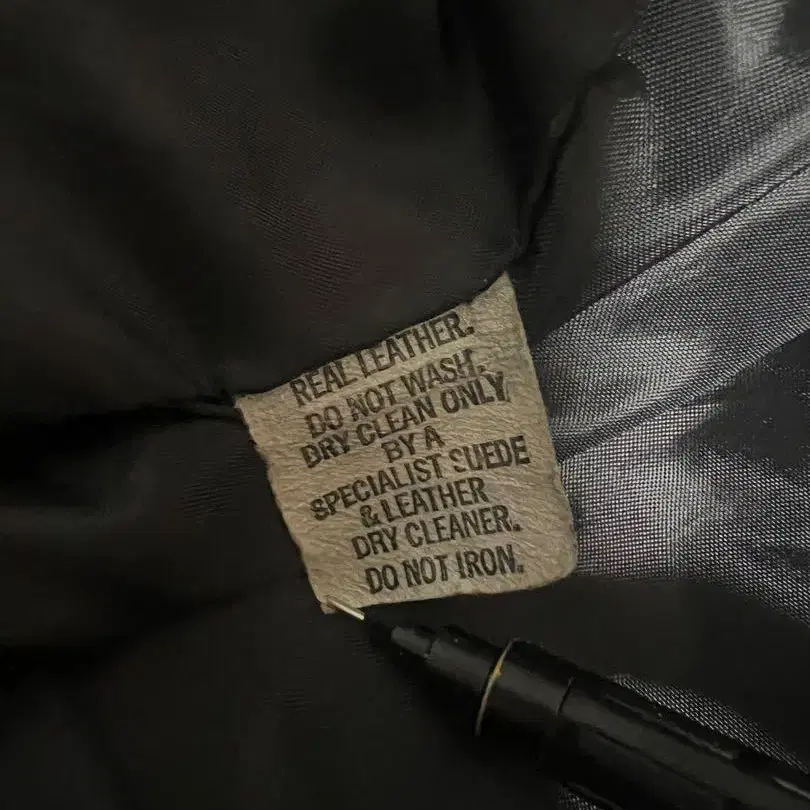 REAL LEATHER.
DO NOT WASH.
DRY CLEAN ONLY
BY A
SPECIALIST SUEDE
& LEATHER
DRY CLEANER.
DO NOT IRON.